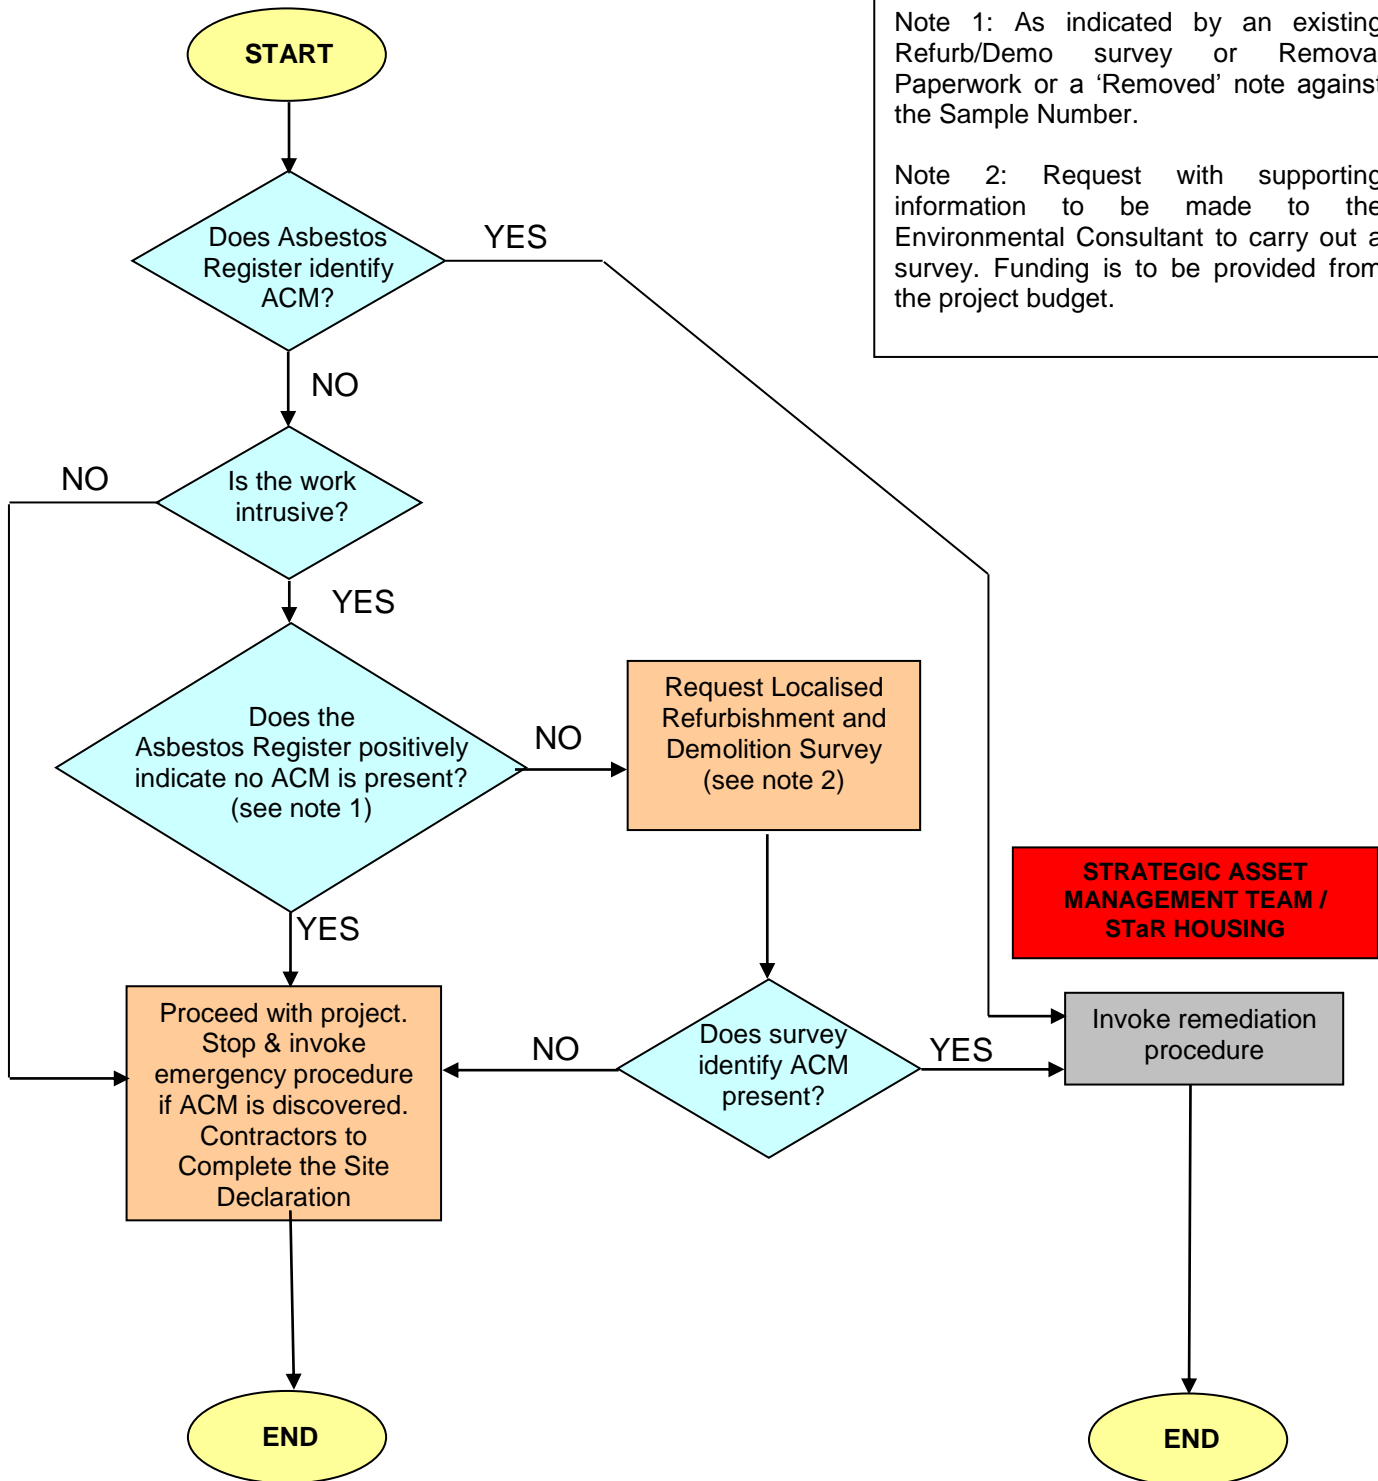 START
Note 1: As indicated by an existing
Refurb/Demo survey or Removal
Paperwork or a ‘Removed’ note against
the Sample Number.
Note 2: Request with supporting
information to be made to the
Environmental Consultant to carry out a
survey. Funding is to be provided from
the project budget.
Does Asbestos
Register identify
ACM?
YES
NO
Is the work
intrusive?
NO
YES
Does the
Asbestos Register positively
indicate no ACM is present?
(see note 1)
NO
Request Localised
Refurbishment and
Demolition Survey
(see note 2)
YES
STRATEGIC ASSET
MANAGEMENT TEAM /
STaR HOUSING
Proceed with project.
Stop & invoke
emergency procedure
if ACM is discovered.
Contractors to
Complete the Site
Declaration
NO
Does survey
identify ACM
present?
YES
Invoke remediation
procedure
END
END